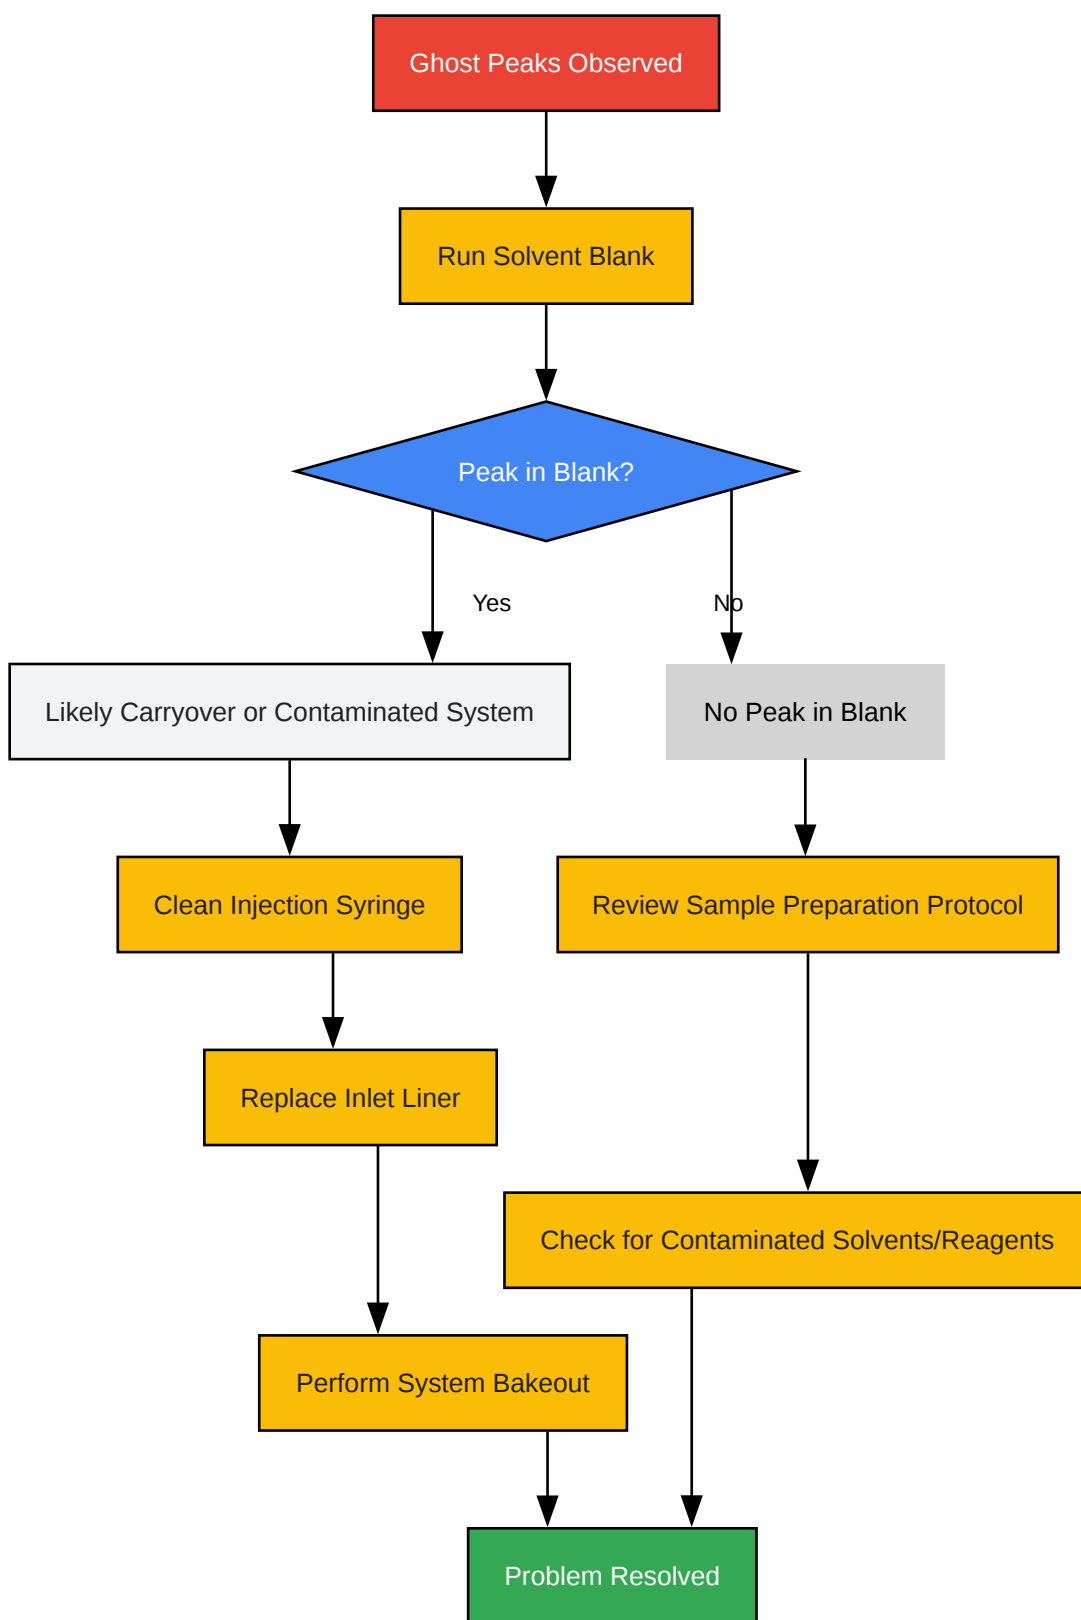 Ghost Peaks Observed
Run Solvent Blank
Peak in Blank?
Yes
No
Likely Carryover or Contaminated System
No Peak in Blank
Clean Injection Syringe
Review Sample Preparation Protocol
Replace Inlet Liner
Check for Contaminated Solvents/Reagents
Perform System Bakeout
Problem Resolved